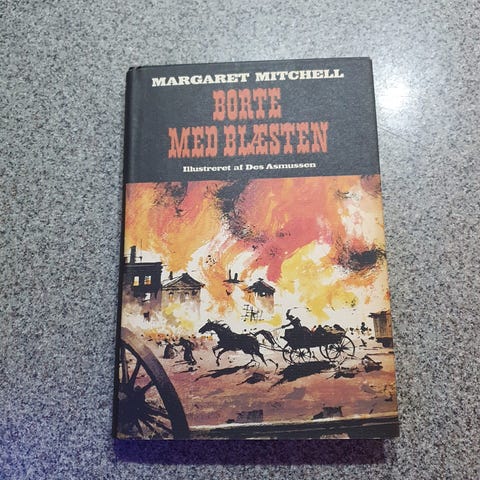 MARGARET MITCHELL
BORTE
MED BLÆSTEN
Illustreret af Des Asmussen